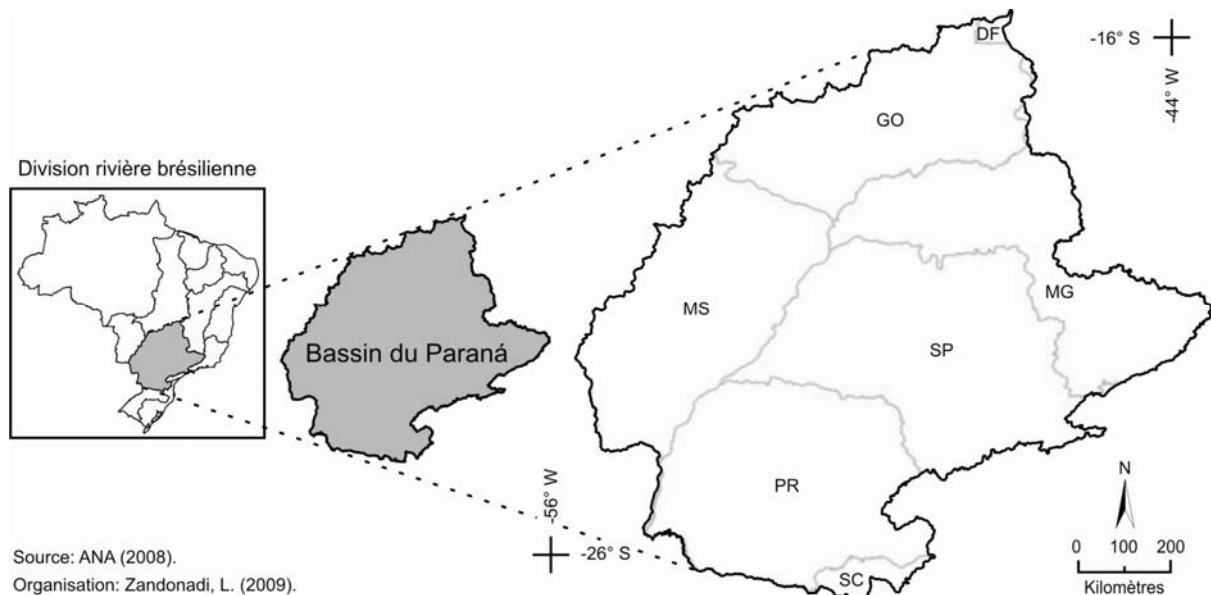 Division rivière brésilienne
Bassin du Paraná
DF
GO
MS
MG
SP
PR
SC
-16° S
-44° W
-56° W
-26° S
N
0 100 200
Kilomètres
Source: ANA (2008).
Organisation: Zandonadi, L. (2009).